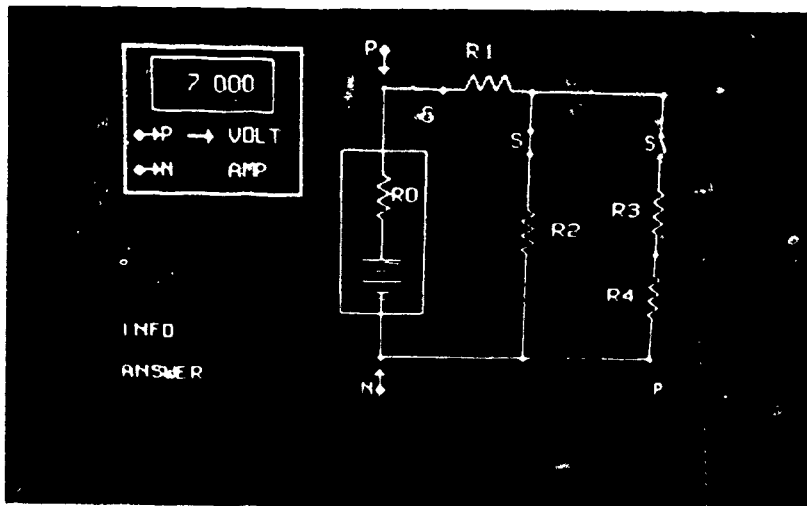 7 000
P → VOLT
N AMP
P
R1
S
S
R0
R2
R3
R4
INFO
ANSWER
N
P